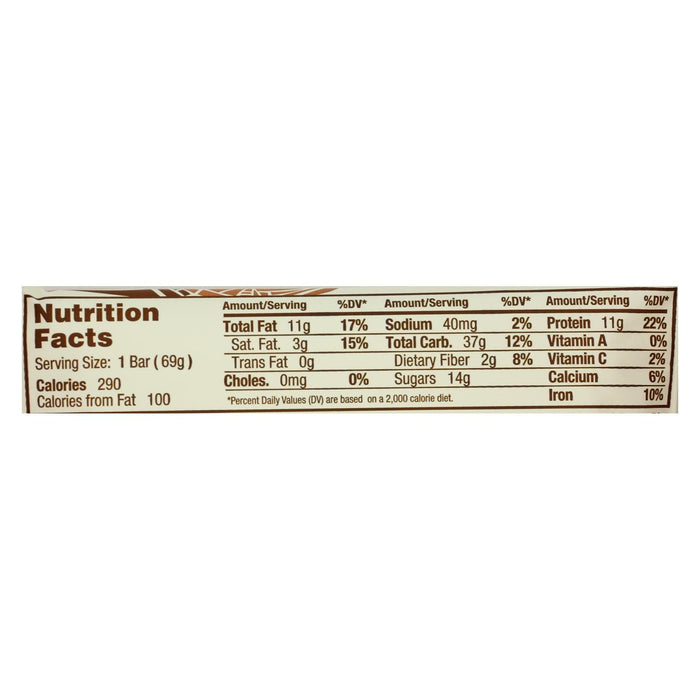 Nutrition
Facts
Serving Size: 1 Bar ( 69g )
Calories 290
Calories from Fat 100
Amount/Serving %DV*
Total Fat 11g 17%
Sat. Fat. 3g 15%
Trans Fat 0g
Choles. 0mg 0%
Amount/Serving %DV*
Sodium 40mg 2%
Total Carb. 37g 12%
Dietary Fiber 2g 8%
Sugars 14g
*Percent Daily Values (DV) are based on a 2,000 calorie diet.
Amount/Serving %DV*
Protein 11g 22%
Vitamin A 0%
Vitamin C 2%
Calcium 6%
Iron 10%